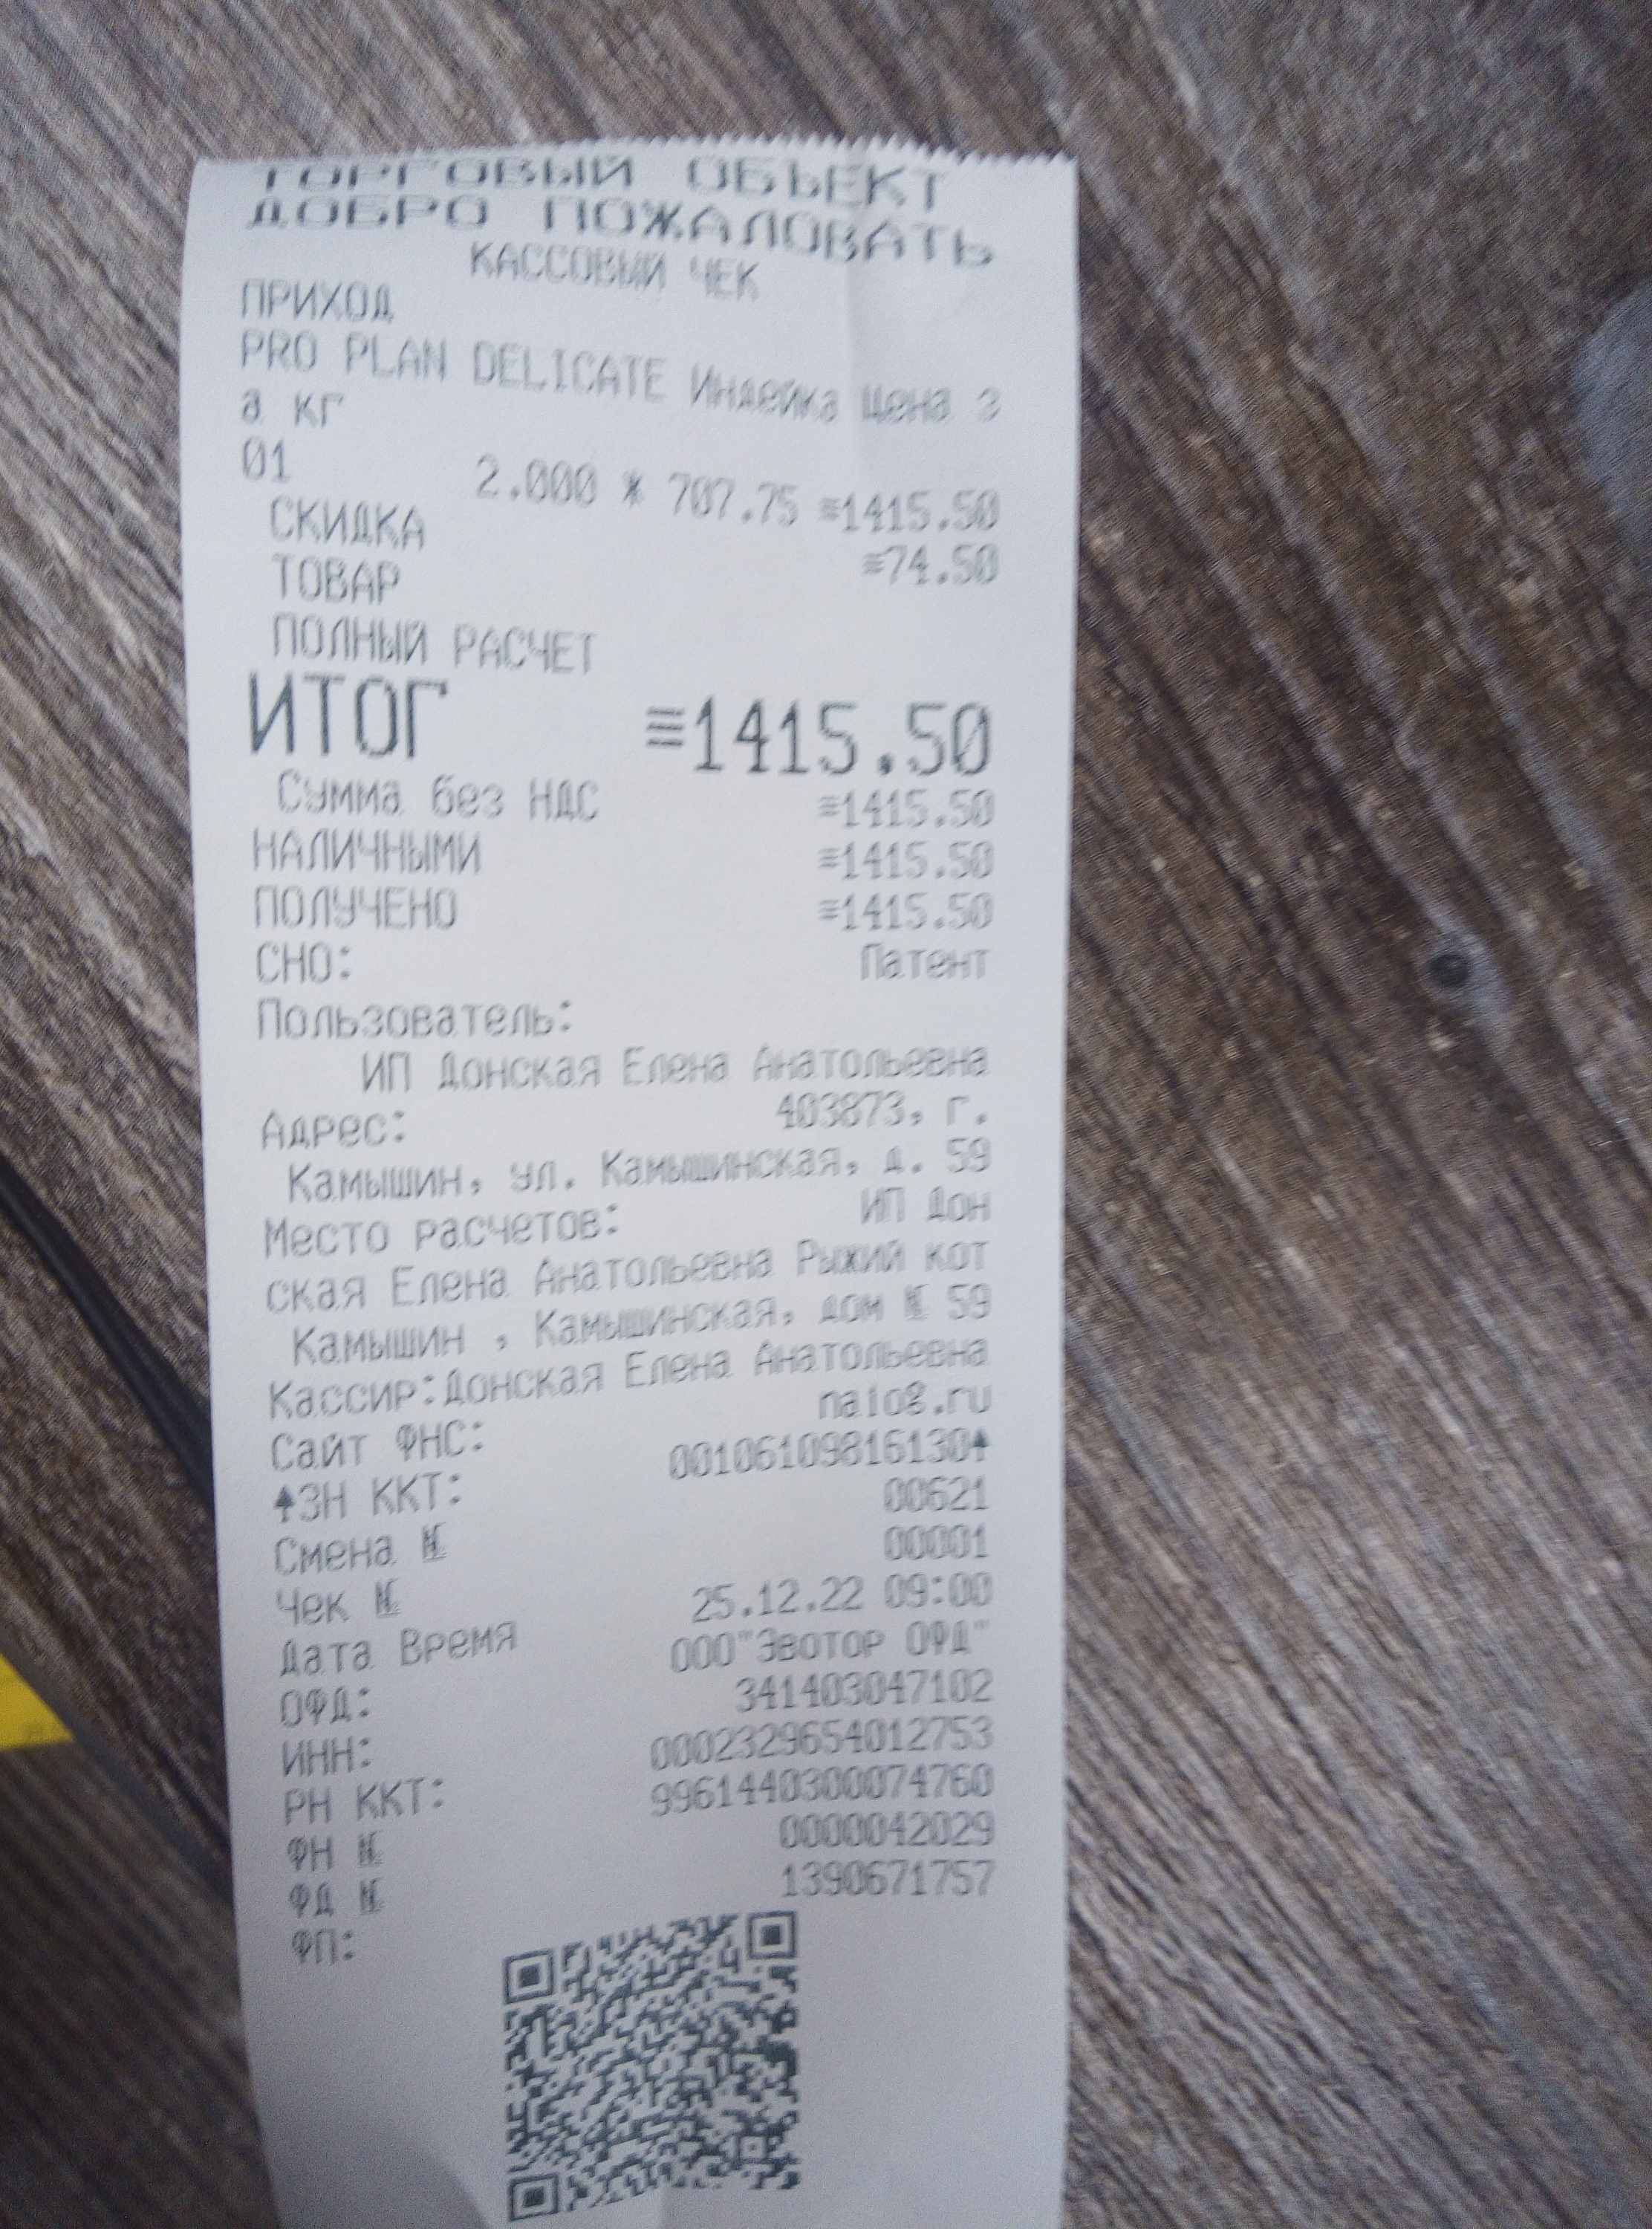 ТОРГОВЫЙ ОБЪЕКТ
ДОБРО ПОЖАЛОВАТЬ
КАССОВЫЙ ЧЕК
ПРИХОД
PRO PLAN DELICATE Индейка Цена з
а кг
01 2.000 * 707.75 ≡1415.50
СКИДКА ≡74.50
ТОВАР
ПОЛНЫЙ РАСЧЕТ
ИТОГ ≡1415.50
Сумма без НДС ≡1415.50
НАЛИЧНЫМИ ≡1415.50
ПОЛУЧЕНО ≡1415.50
СНО: Патент
Пользователь:
ИП Донская Елена Анатольевна
Адрес: 403873, г.
Камышин, ул. Камышинская, д. 59
Место расчетов: ИП Дон
ская Елена Анатольевна Рыжий кот
Камышин , Камышинская, дом № 59
Кассир:Донская Елена Анатольевна
Сайт ФНС: nalog.ru
↑ЗН ККТ: 00106109816130↑
Смена № 00621
Чек № 00001
Дата Время 25.12.22 09:00
ОФД: ООО"Эвотор ОФД"
ИНН: 341403047102
РН ККТ: 0002329654012753
ФН № 9961440300074760
ФД № 0000042029
ФП: 1390671757